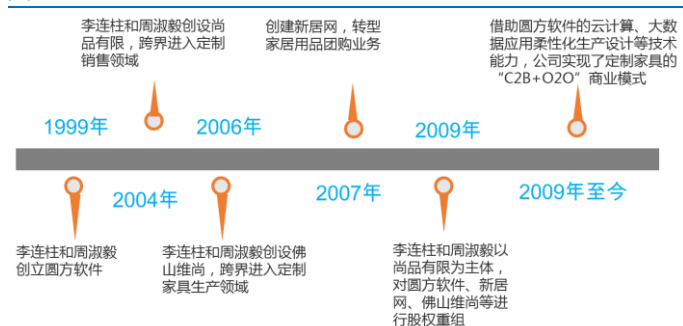 李连柱和周淑毅创设尚
品有限，跨界进入定制
销售领域
创建新居网，转型
家居用品团购业务
借助圆方软件的云计算、大数
据应用柔性化生产设计等技术
能力，公司实现了定制家具的
“C2B+O2O”商业模式
1999年
2006年
2009年
2004年
2007年
2009年至今
李连柱和周淑毅
创立圆方软件
李连柱和周淑毅创设佛
山维尚，跨界进入定制
家具生产领域
李连柱和周淑毅以
尚品有限为主体，
对圆方软件、新居
网、佛山维尚等进
行股权重组